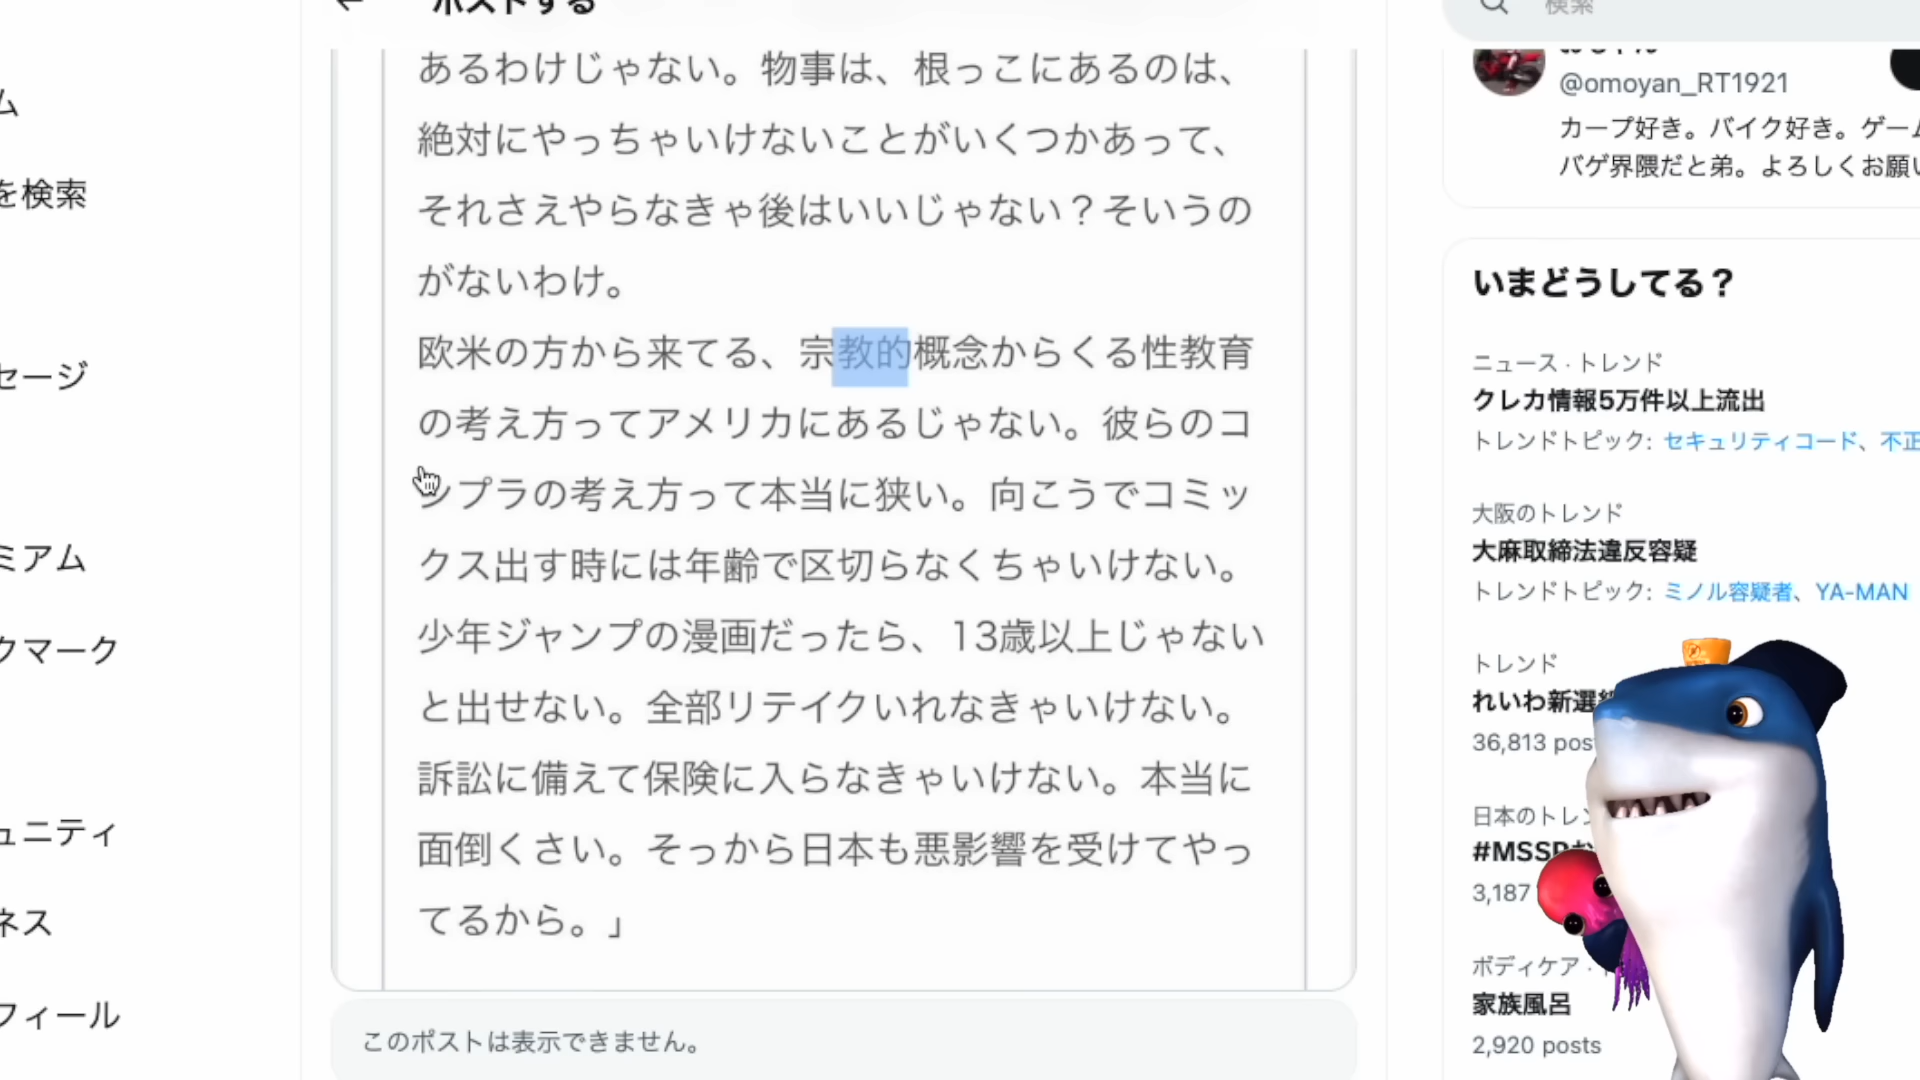 ポストする
検索
ム
を検索
セージ
ミアム
クマーク
ュニティ
ネス
フィール
あるわけじゃない。物事は、根っこにあるのは、
絶対にやっちゃいけないことがいくつかあって、
それさえやらなきゃ後はいいじゃない？そいうの
がないわけ。
欧米の方から来てる、宗教的概念からくる性教育
の考え方ってアメリカにあるじゃない。彼らのコ
ンプラの考え方って本当に狭い。向こうでコミッ
クス出す時には年齢で区切らなくちゃいけない。
少年ジャンプの漫画だったら、13歳以上じゃない
と出せない。全部リテイクいれなきゃいけない。
訴訟に備えて保険に入らなきゃいけない。本当に
面倒くさい。そっから日本も悪影響を受けてやっ
てるから。」
このポストは表示できません。
@omoyan_RT1921
カープ好き。バイク好き。ゲーム
バゲ界隈だと弟。よろしくお願い
いまどうしてる？
ニュース · トレンド
クレカ情報5万件以上流出
トレンドトピック: セキュリティコード、不正
大阪のトレンド
大麻取締法違反容疑
トレンドトピック: ミノル容疑者、YA-MAN
トレンド
れいわ新選
36,813 pos
日本のトレン
#MSSP
3,187
ボディケア ·
家族風呂
2,920 posts